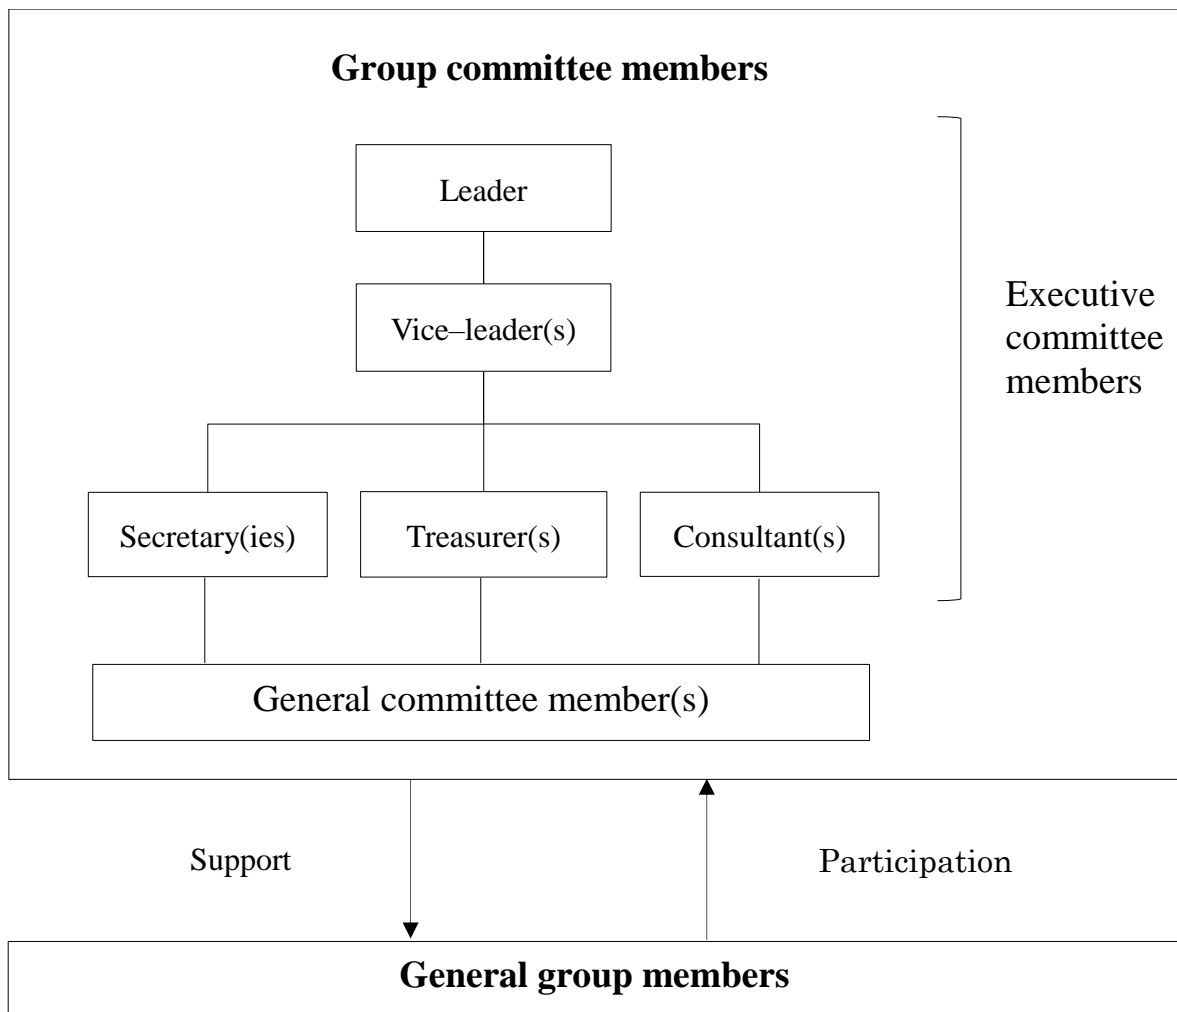 Group committee members
Leader
Vice–leader(s)
Executive
committee
members
Secretary(ies)
Treasurer(s)
Consultant(s)
General committee member(s)
Support
Participation
General group members